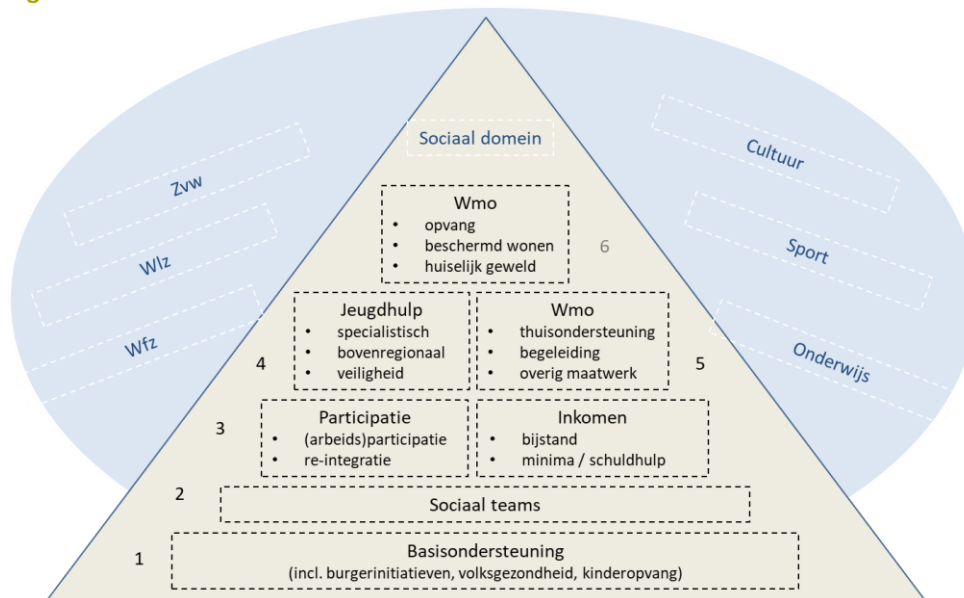 Sociaal domein
Zvw
Wlz
Wfz
Cultuur
Sport
Onderwijs
Wmo
• opvang
• beschermd wonen
• huiselijk geweld
6
4
Jeugdhulp
• specialistisch
• bovenregionaal
• veiligheid
Wmo
• thuisondersteuning
• begeleiding
• overig maatwerk
5
3
Participatie
• (arbeids)participatie
• re-integratie
Inkomen
• bijstand
• minima / schuldhulp
2
Sociaal teams
1
Basisondersteuning
(incl. burgerinitiatieven, volksgezondheid, kinderopvang)